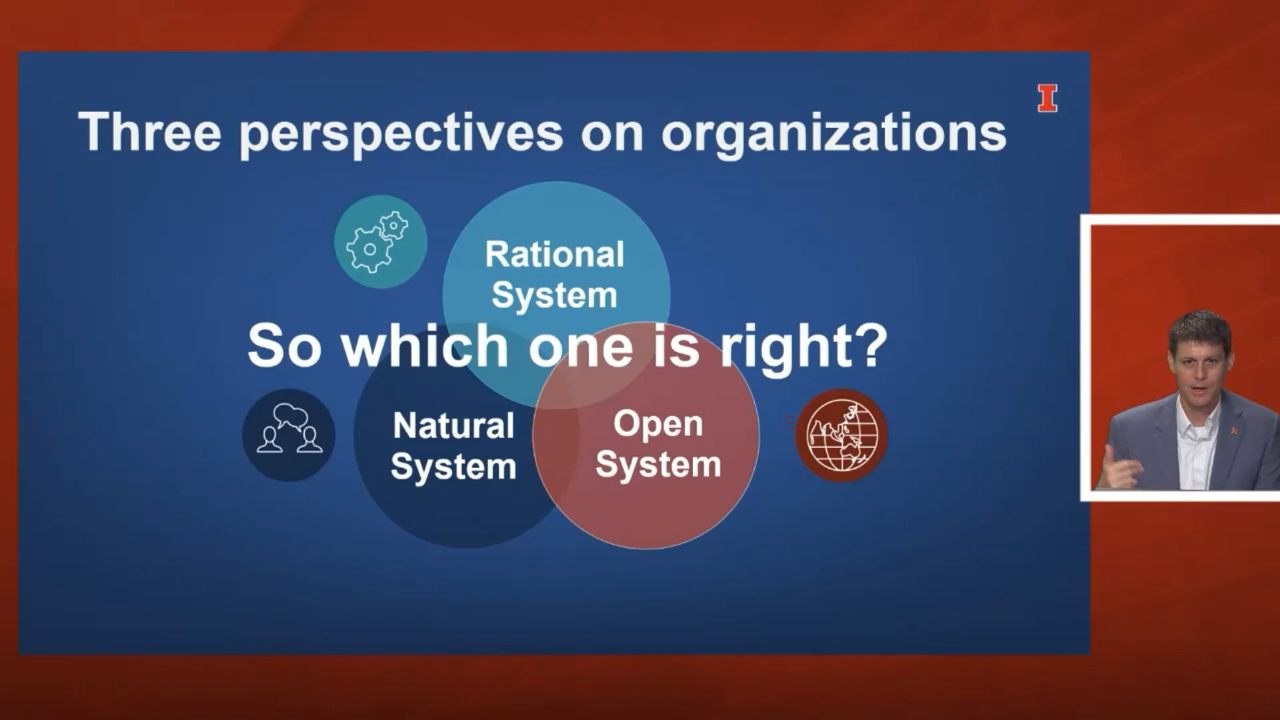 Three perspectives on organizations
Rational
System
So which one is right?
Natural
System
Open
System